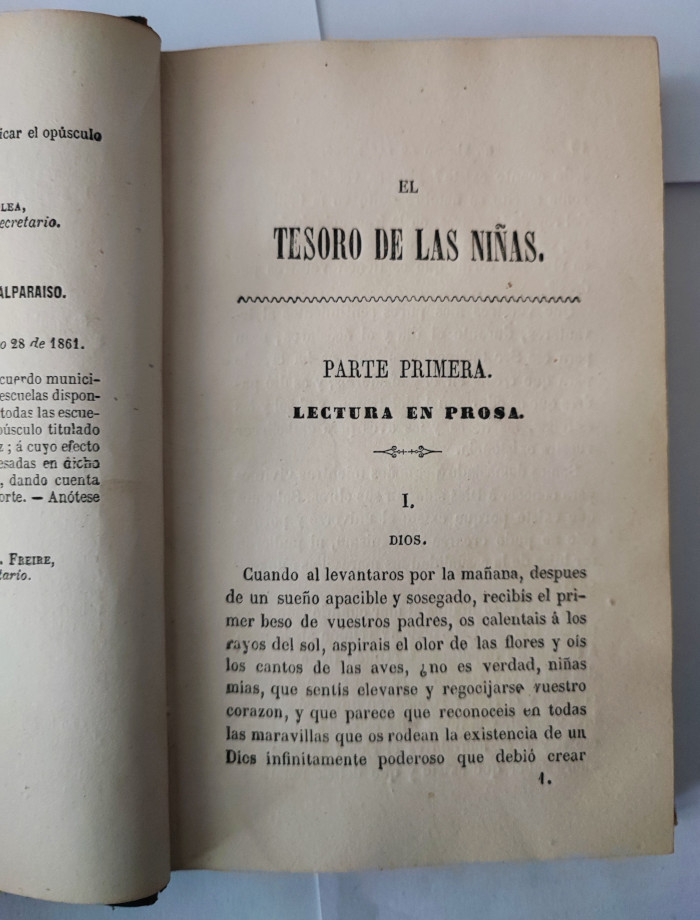 icar el opúsculo
LEA,
ecretario.
ALPARAISO.
o 28 de 1861.
cuerdo munici-
escuelas dispon-
todas las escue-
púsculo titulado
z ; á cuyo efecto
esadas en dicho
, dando cuenta
orte. — Anótese
. FREIRE,
tario.
EL
TESORO DE LAS NIÑAS.
PARTE PRIMERA.
LECTURA EN PROSA.
I.
DIOS.
Cuando al levantaros por la mañana, despues
de un sueño apacible y sosegado, recibis el pri-
mer beso de vuestros padres, os calentais á los
rayos del sol, aspirais el olor de las flores y ois
los cantos de las aves, ¿no es verdad, niñas
mias, que sentis elevarse y regocijarse vuestro
corazon, y que parece que reconoceis en todas
las maravillas que os rodean la existencia de un
Dios infinitamente poderoso que debió crear
1.